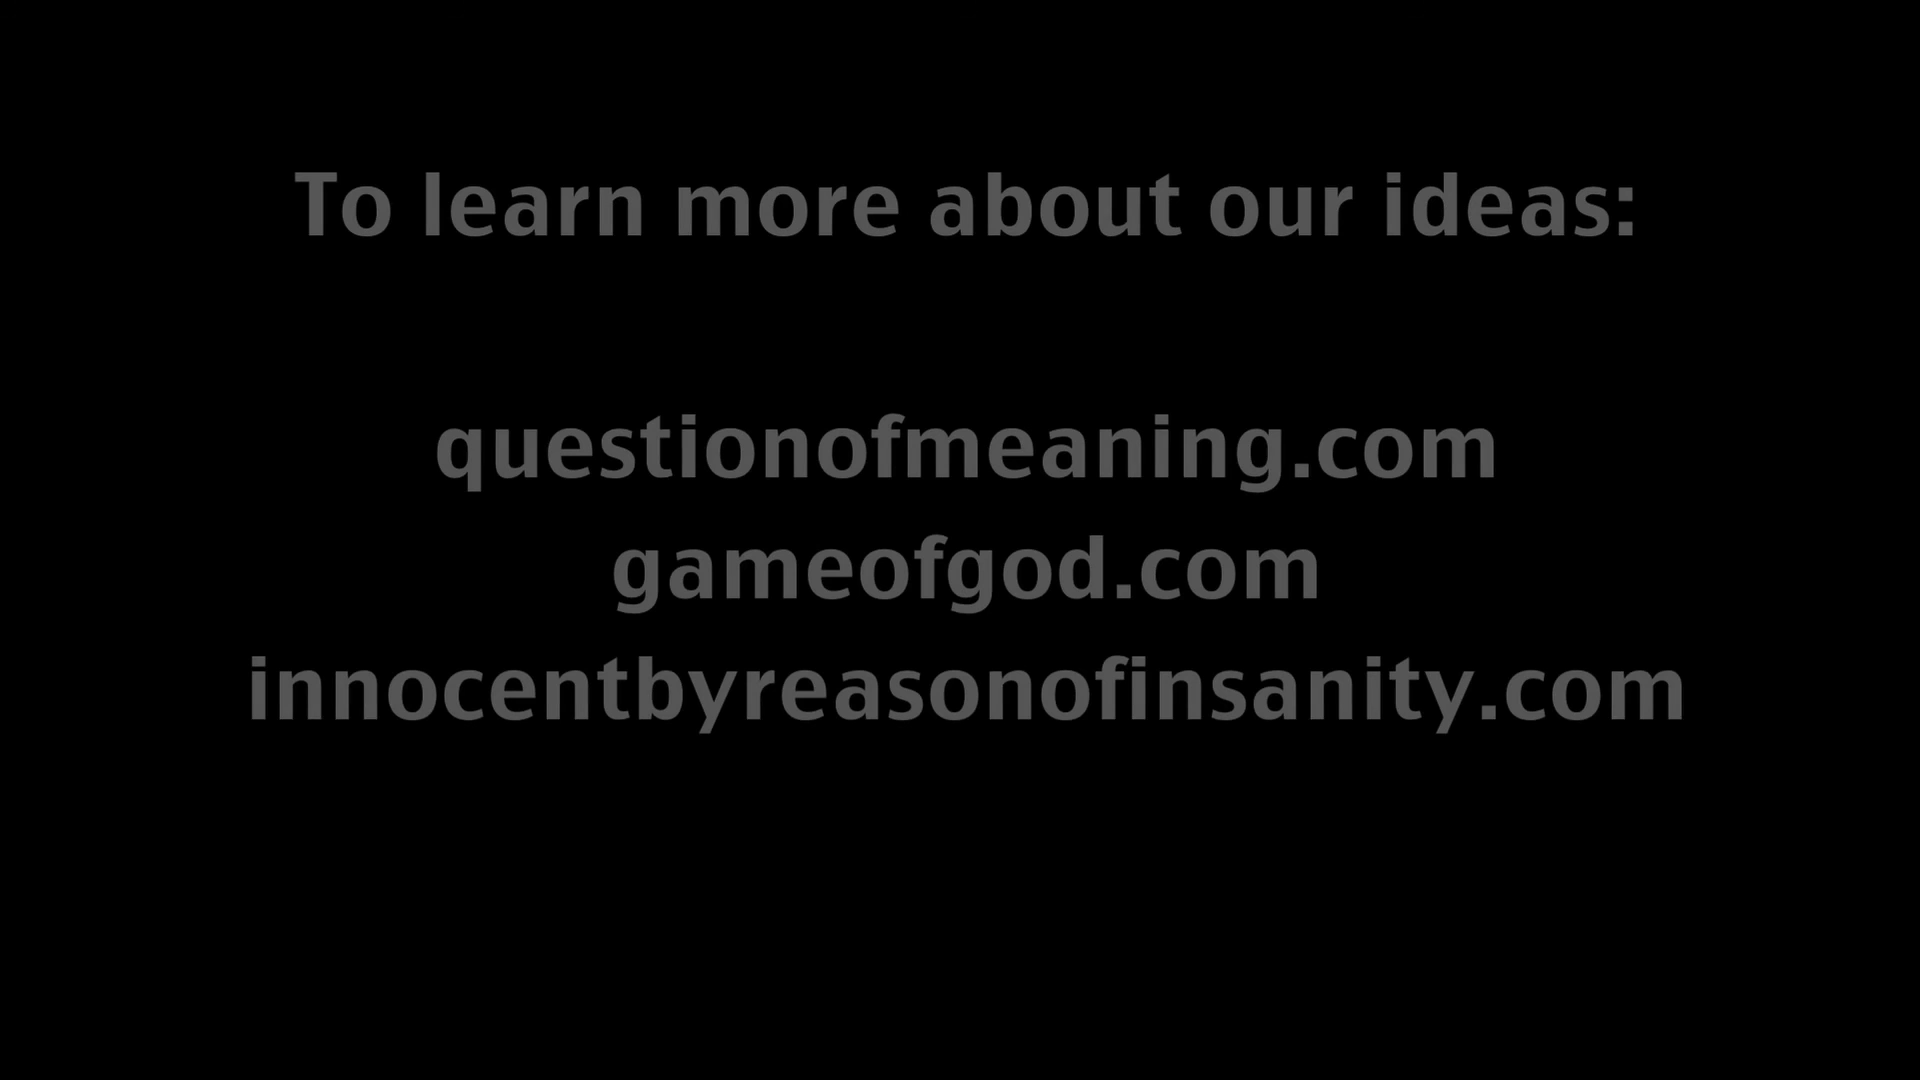 To learn more about our ideas:
questionofmeaning.com
gameofgod.com
innocentbyreasonofinsanity.com